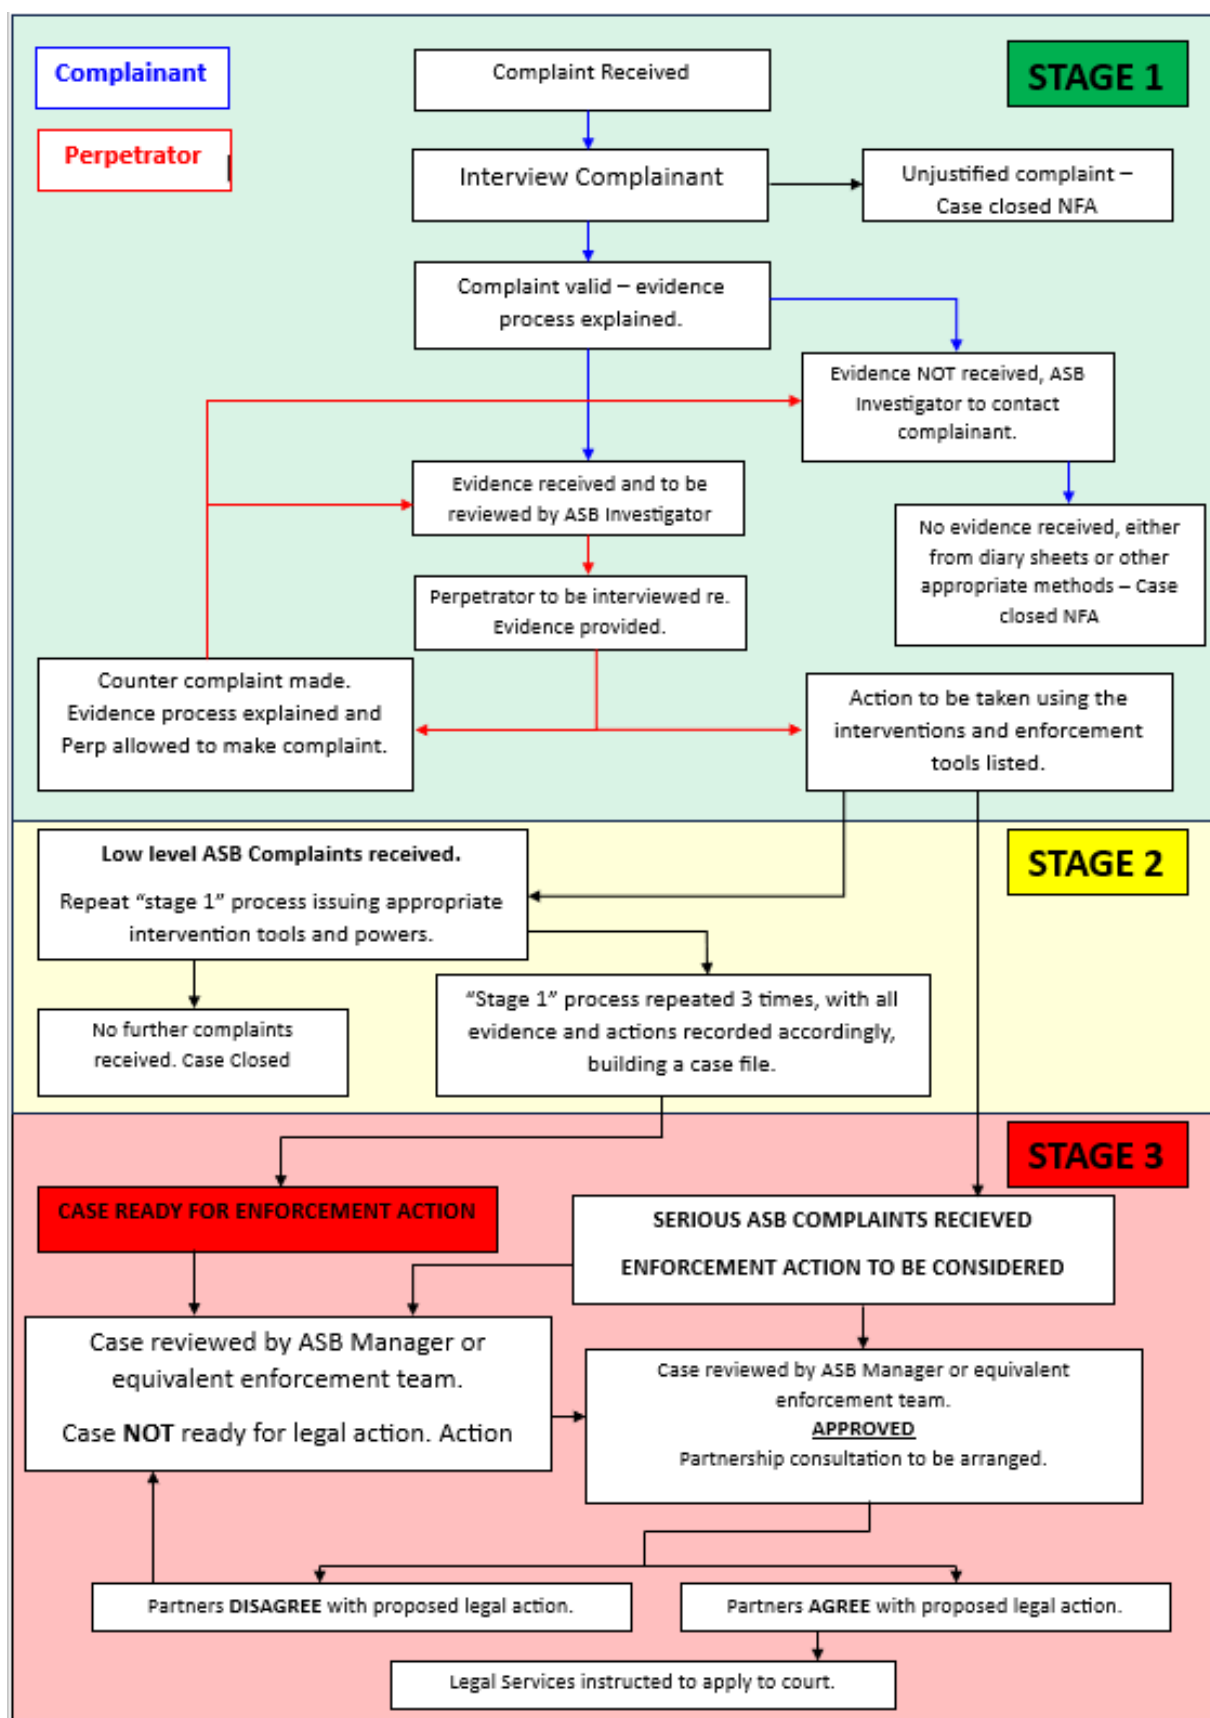 Complainant
Complaint Received
STAGE 1
Perpetrator
Interview Complainant
Unjustified complaint –
Case closed NFA
Complaint valid – evidence
process explained.
Evidence NOT received, ASB
Investigator to contact
complainant.
Evidence received and to be
reviewed by ASB Investigator
No evidence received, either
from diary sheets or other
appropriate methods – Case
closed NFA
Perpetrator to be interviewed re.
Evidence provided.
Counter complaint made.
Evidence process explained and
Perp allowed to make complaint.
Action to be taken using the
interventions and enforcement
tools listed.
STAGE 2
Low level ASB Complaints received.
Repeat “stage 1” process issuing appropriate
intervention tools and powers.
No further complaints
received. Case Closed
“Stage 1” process repeated 3 times, with all
evidence and actions recorded accordingly,
building a case file.
STAGE 3
CASE READY FOR ENFORCEMENT ACTION
SERIOUS ASB COMPLAINTS RECIEVED
ENFORCEMENT ACTION TO BE CONSIDERED
Case reviewed by ASB Manager or
equivalent enforcement team.
Case NOT ready for legal action. Action
Case reviewed by ASB Manager or equivalent
enforcement team.
APPROVED
Partnership consultation to be arranged.
Partners DISAGREE with proposed legal action.
Partners AGREE with proposed legal action.
Legal Services instructed to apply to court.